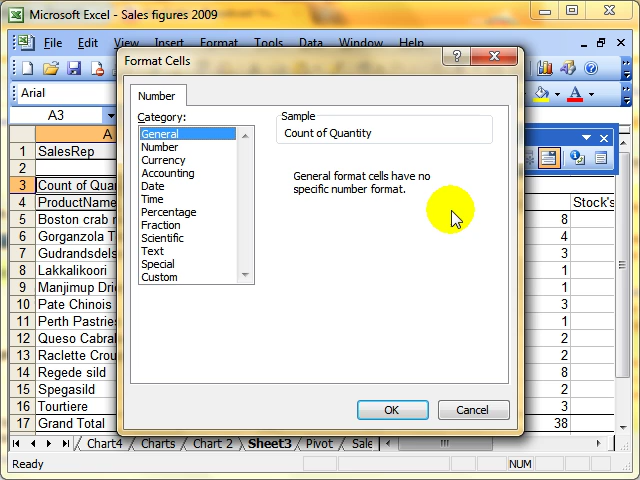 Microsoft Excel - Sales figures 2009
File Edit View Insert Format Tools Data Window Help
Format Cells
Arial
A3
Number
Category:
General
Number
Currency
Accounting
Date
Time
Percentage
Fraction
Scientific
Text
Special
Custom
Sample
Count of Quantity
General format cells have no
specific number format.
OK Cancel
A
1 SalesRep
2
3 Count of Qua
4 ProductName Stock's
5 Boston crab 8
6 Gorganzola T 4
7 Gudrandsdels 3
8 Lakkalikoori 1
9 Manjimup Dri 1
10 Pate Chinois 3
11 Perth Pastries 1
12 Queso Cabral 2
13 Raclette Crou 2
14 Regede sild 8
15 Spegasild 2
16 Tourtiere 3
17 Grand Total 38
Chart4 Charts Chart 2 Sheet3 Pivot Sale
Ready NUM